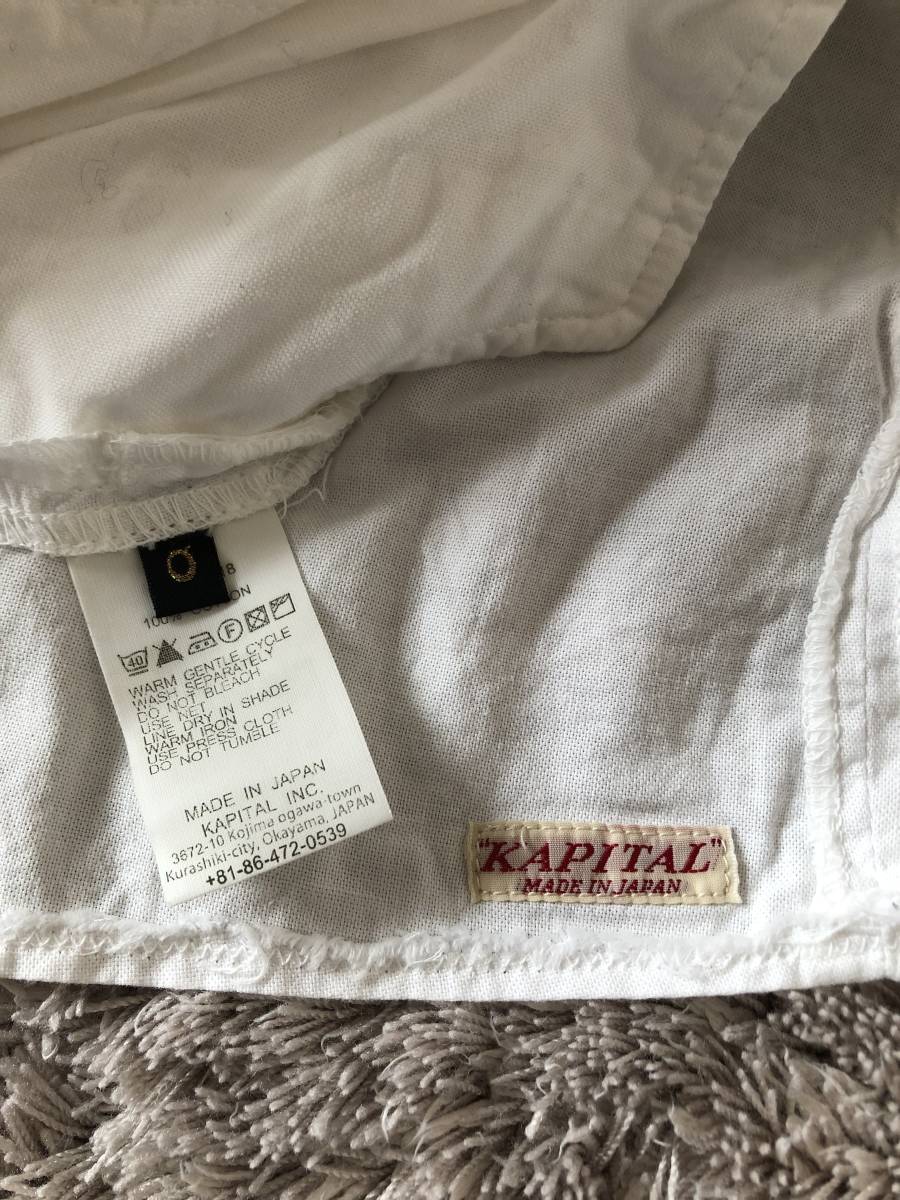 0
8
100% COTTON
40
F
WARM GENTLE CYCLE
WASH SEPARATELY
DO NOT BLEACH
USE NET
LINE DRY IN SHADE
WARM IRON
USE PRESS CLOTH
DO NOT TUMBLE
MADE IN JAPAN
KAPITAL INC.
3672-10 Kojima ogawa-town
Kurashiki-city, Okayama, JAPAN
+81-86-472-0539
"KAPITAL"
MADE IN JAPAN